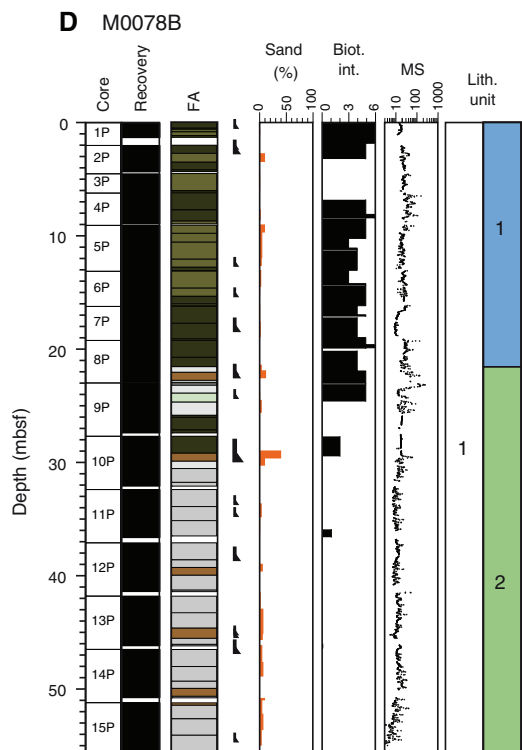 D M0078B
Core
Recovery
FA
Sand
(%)
Biot.
int.
MS
Lith.
unit
0
50
100
0
3
6
10
100
1000
0
10
20
30
40
50
Depth (mbsf)
1P
2P
3P
4P
5P
6P
7P
8P
9P
10P
11P
12P
13P
14P
15P
1
1
2